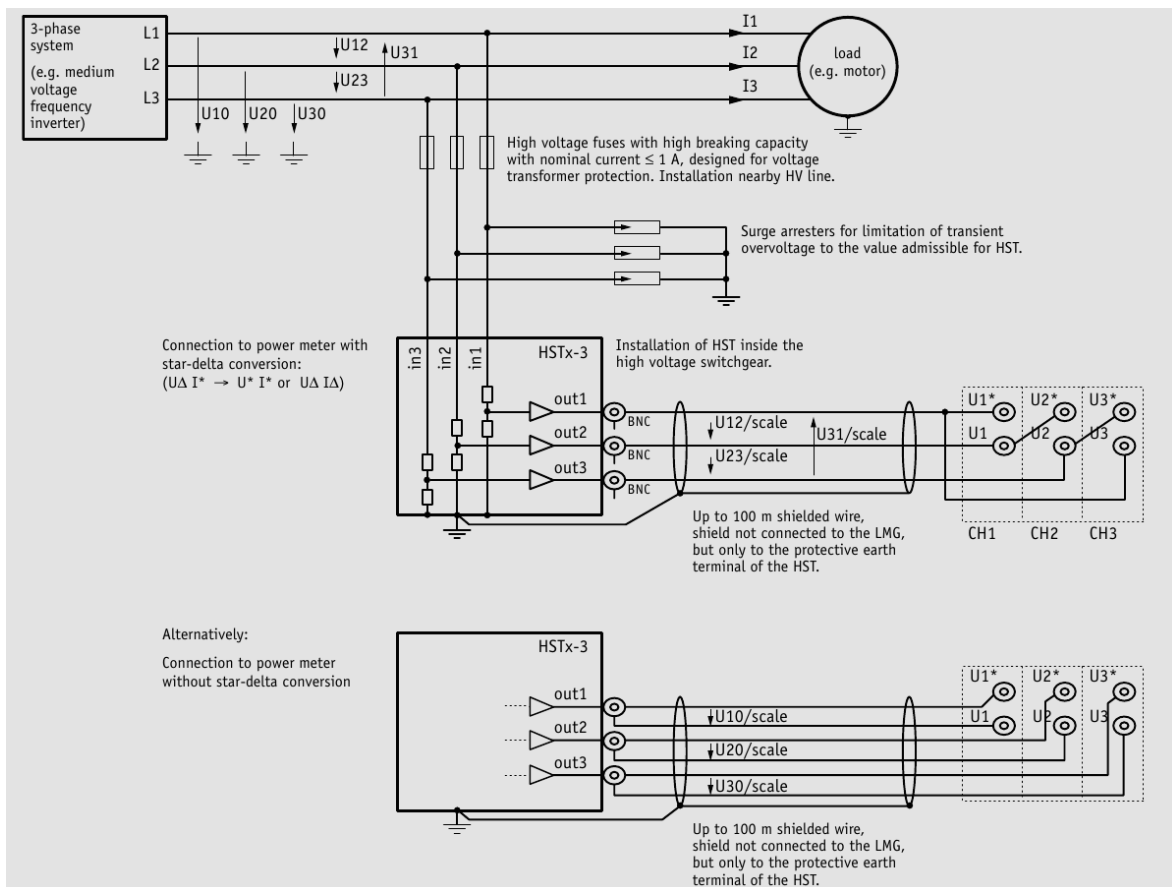 3-phase
system
(e.g. medium
voltage
frequency
inverter)
L1
L2
L3
U12
U31
U23
U10
U20
U30
I1
I2
I3
load
(e.g. motor)
High voltage fuses with high breaking capacity
with nominal current ≤ 1 A, designed for voltage
transformer protection. Installation nearby HV line.
Surge arresters for limitation of transient
overvoltage to the value admissible for HST.
Connection to power meter with
star-delta conversion:
(UΔ I* → U* I* or UΔ IΔ)
in3
in2
in1
HSTx-3
Installation of HST inside the
high voltage switchgear.
out1
out2
out3
BNC
BNC
BNC
U12/scale
U31/scale
U23/scale
U1*
U2*
U3*
U1
U2
U3
CH1
CH2
CH3
Up to 100 m shielded wire,
shield not connected to the LMG,
but only to the protective earth
terminal of the HST.
Alternatively:
Connection to power meter
without star-delta conversion
HSTx-3
out1
out2
out3
U10/scale
U20/scale
U30/scale
U1*
U2*
U3*
U1
U2
U3
Up to 100 m shielded wire,
shield not connected to the LMG,
but only to the protective earth
terminal of the HST.